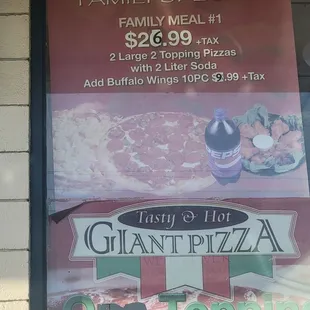 FAMILY MEAL #1
$26.99 +TAX
2 Large 2 Topping Pizzas
with 2 Liter Soda
Add Buffalo Wings 10PC $9.99 +Tax
PEPSI
Tasty & Hot
GIANT PIZZA